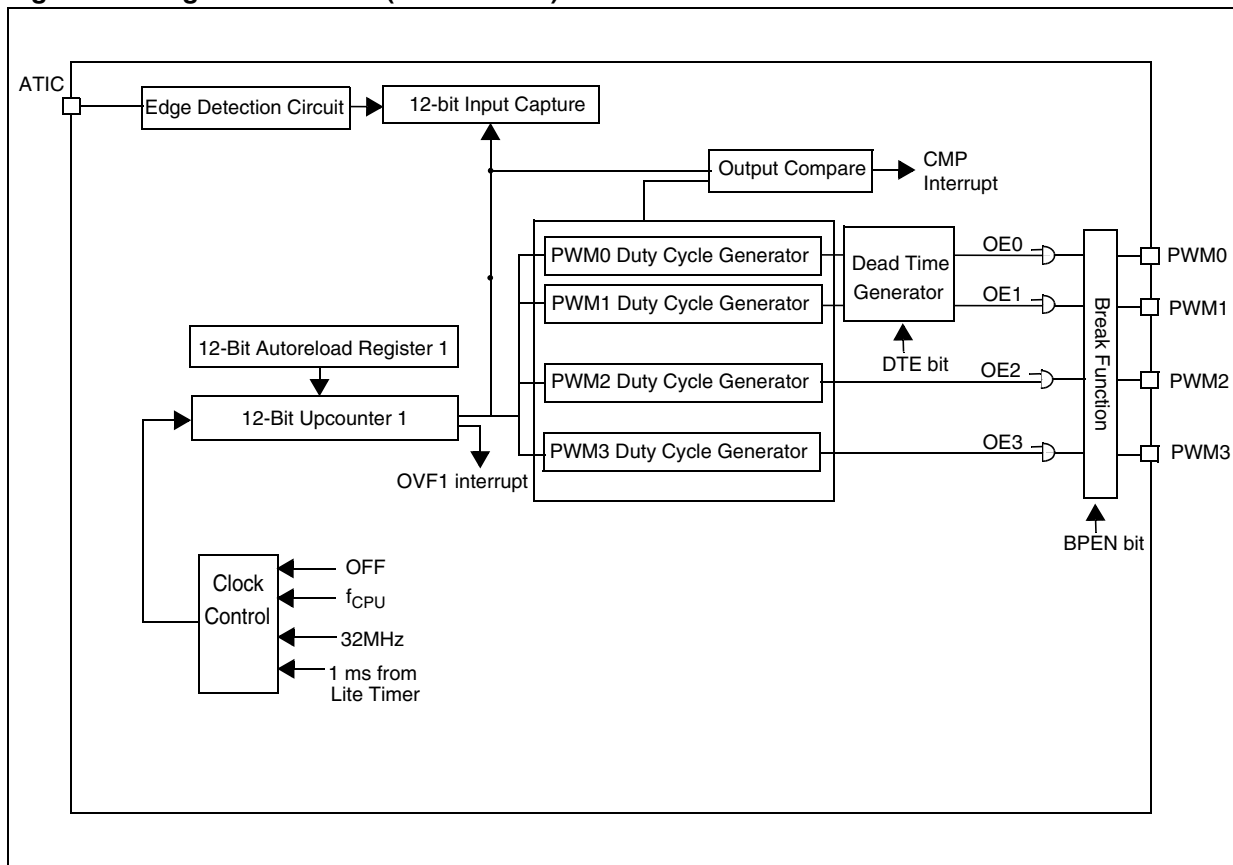 ATIC
Edge Detection Circuit
12-bit Input Capture
Output Compare
CMP
Interrupt
PWM0 Duty Cycle Generator
PWM1 Duty Cycle Generator
PWM2 Duty Cycle Generator
PWM3 Duty Cycle Generator
Dead Time
Generator
DTE bit
OE0
OE1
OE2
OE3
Break Function
BPEN bit
PWM0
PWM1
PWM2
PWM3
12-Bit Autoreload Register 1
12-Bit Upcounter 1
OVF1 interrupt
Clock
Control
OFF
fCPU
32MHz
1 ms from
Lite Timer